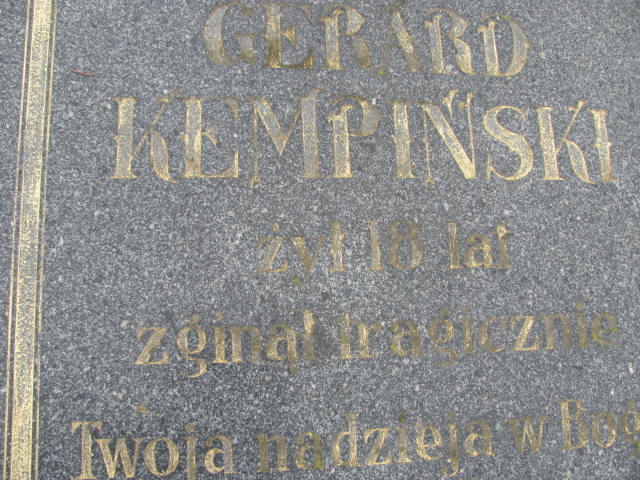 GERARD
KEMPIŃSKI
żył 18 lat
zginął tragicznie
Twoja nadzieja w